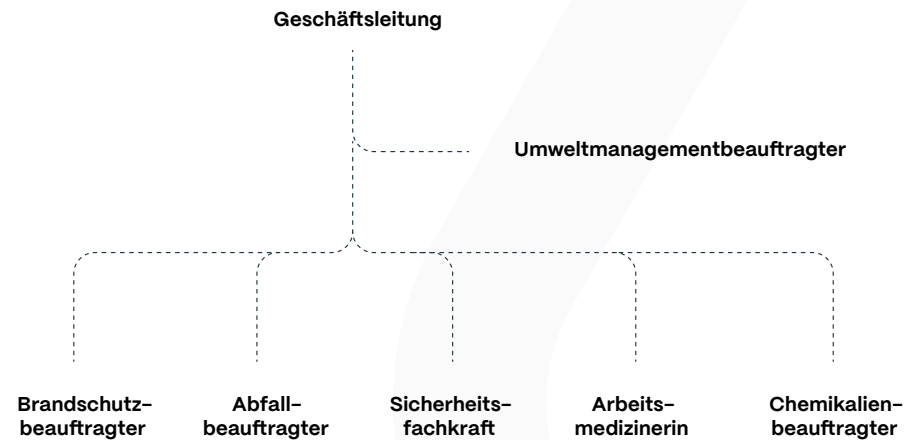 Geschäftsleitung
Umweltmanagementbeauftragter
Brandschutz-
beauftragter
Abfall-
beauftragter
Sicherheits-
fachkraft
Arbeits-
medizinerin
Chemikalien-
beauftragter